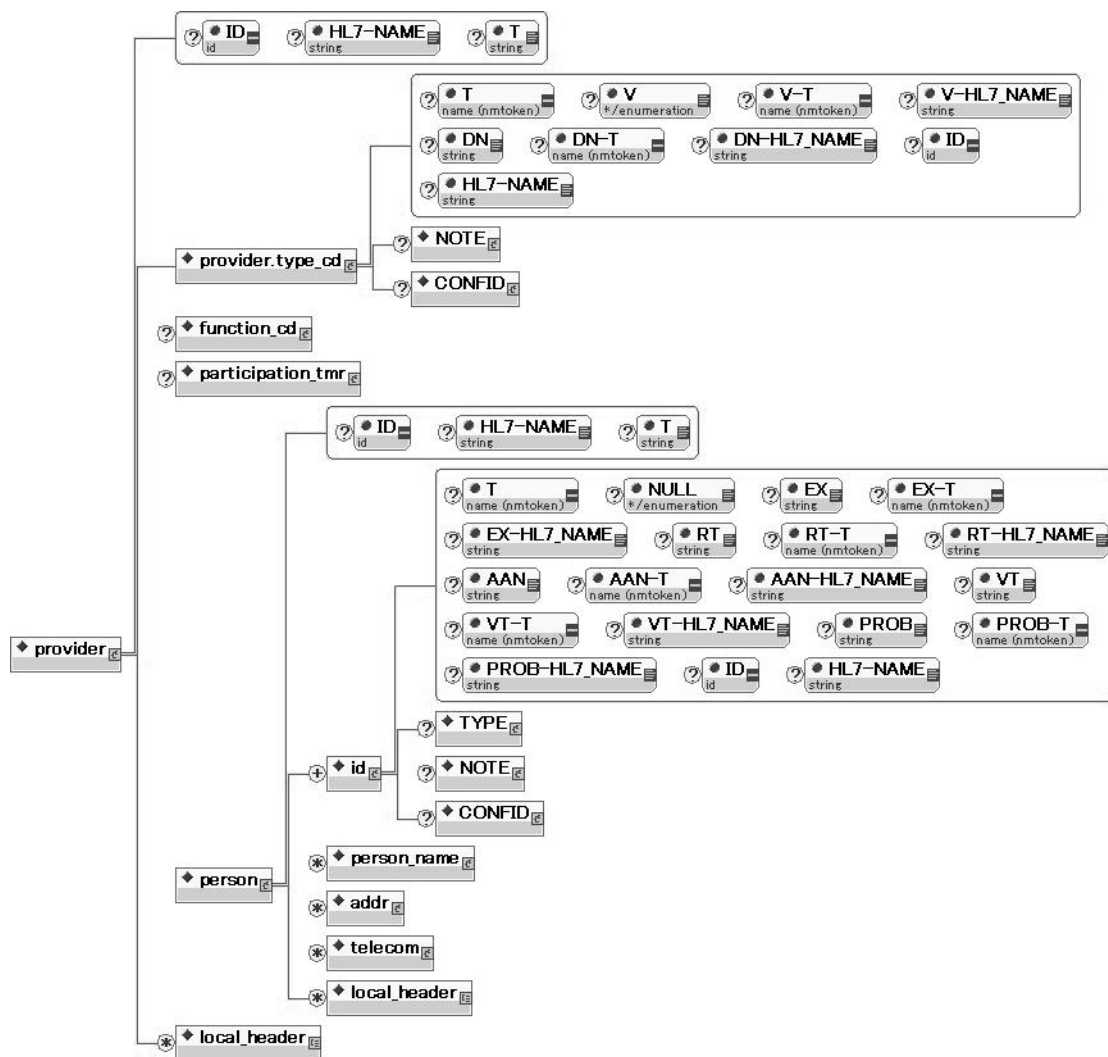 ID HL7-NAME T
id string string
T V V-T V-HL7_NAME
name (nmtoken) */enumeration name (nmtoken) string
DN DN-T DN-HL7_NAME ID
string name (nmtoken) string id
HL7-NAME
string
NOTE
provider.type_cd
CONFID
function_cd
participation_tmr
ID HL7-NAME T
id string string
T NULL EX EX-T
name (nmtoken) */enumeration string name (nmtoken)
EX-HL7_NAME RT RT-T RT-HL7_NAME
string string name (nmtoken) string
AAN AAN-T AAN-HL7_NAME VT
string name (nmtoken) string string
VT-T VT-HL7_NAME PROB PROB-T
name (nmtoken) string string name (nmtoken)
provider
PROB-HL7_NAME ID HL7-NAME
string id string
TYPE
id NOTE
CONFID
person_name
person
addr
telecom
local_header
local_header